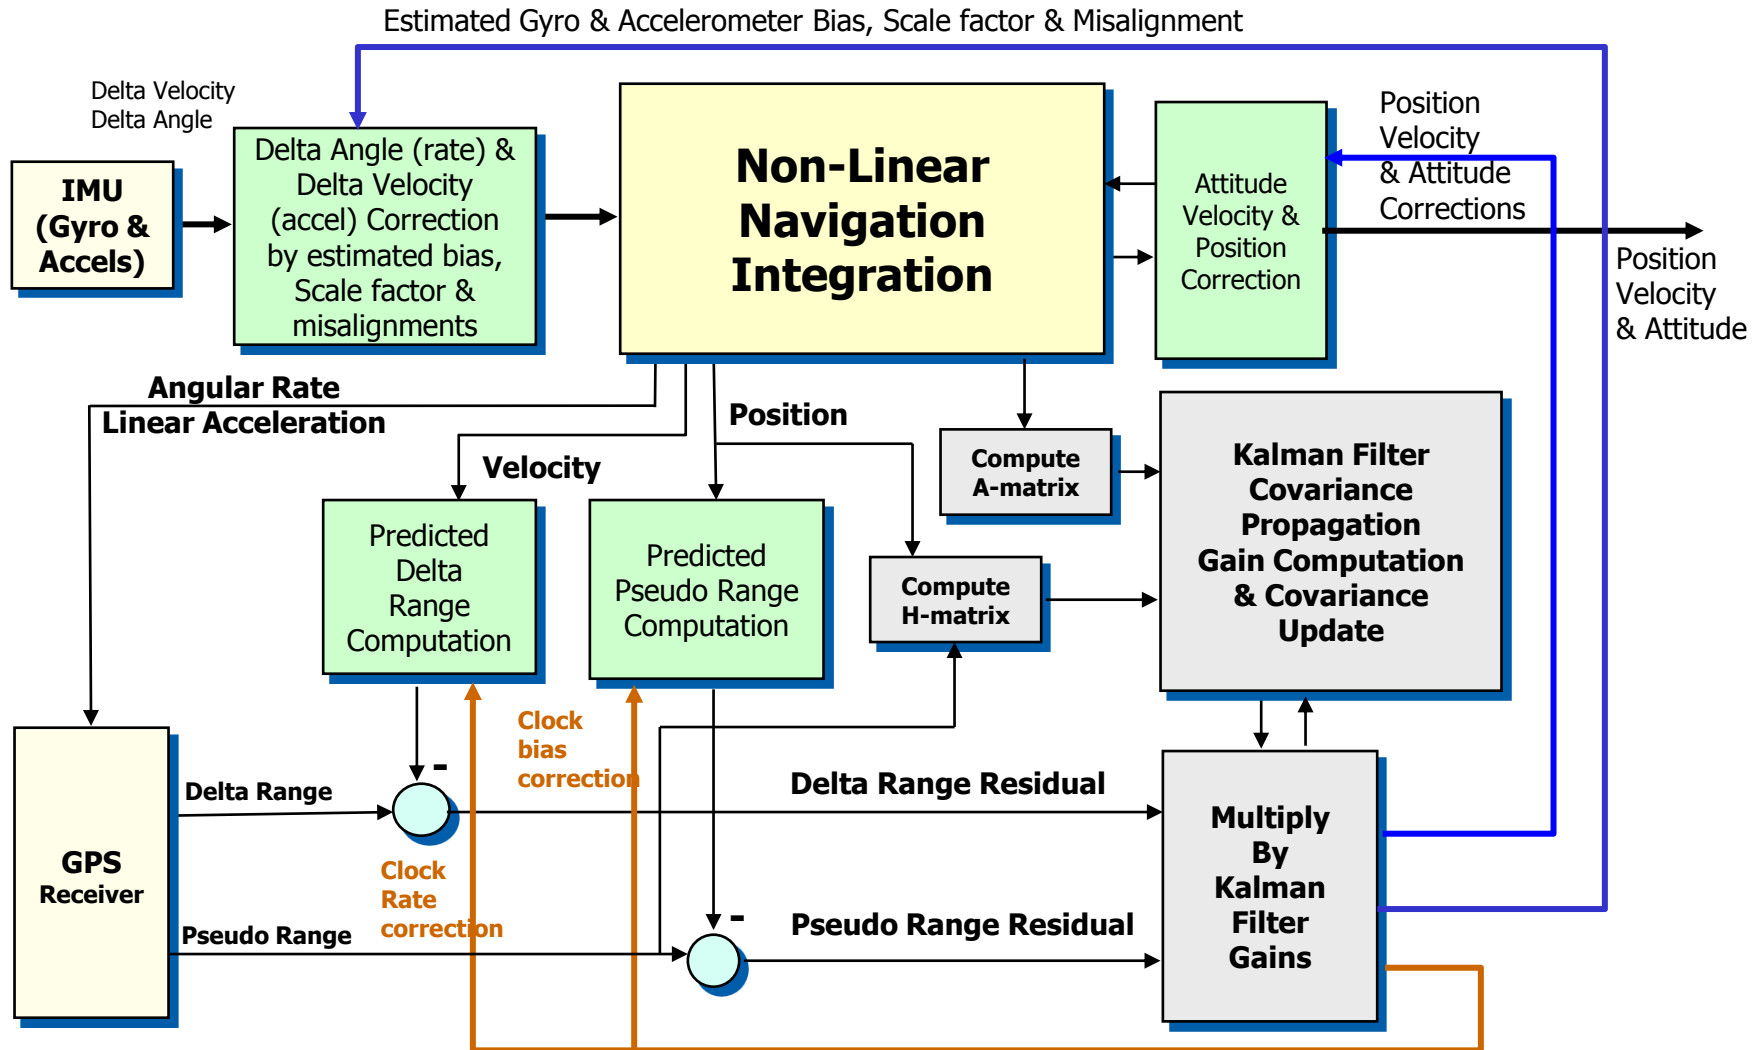 Estimated Gyro & Accelerometer Bias, Scale factor & Misalignment
Delta Velocity
Delta Angle
IMU
(Gyro &
Accels)
Delta Angle (rate) &
Delta Velocity
(accel) Correction
by estimated bias,
Scale factor &
misalignments
Non-Linear
Navigation
Integration
Attitude
Velocity &
Position
Correction
Position
Velocity
& Attitude
Corrections
Position
Velocity
& Attitude
Angular Rate
Linear Acceleration
Velocity
Position
Compute
A-matrix
Kalman Filter
Covariance
Propagation
Gain Computation
& Covariance
Update
Predicted
Delta
Range
Computation
Predicted
Pseudo Range
Computation
Compute
H-matrix
Clock
bias
correction
GPS
Receiver
Delta Range
-
Delta Range Residual
Clock
Rate
correction
Pseudo Range
-
Pseudo Range Residual
Multiply
By
Kalman
Filter
Gains